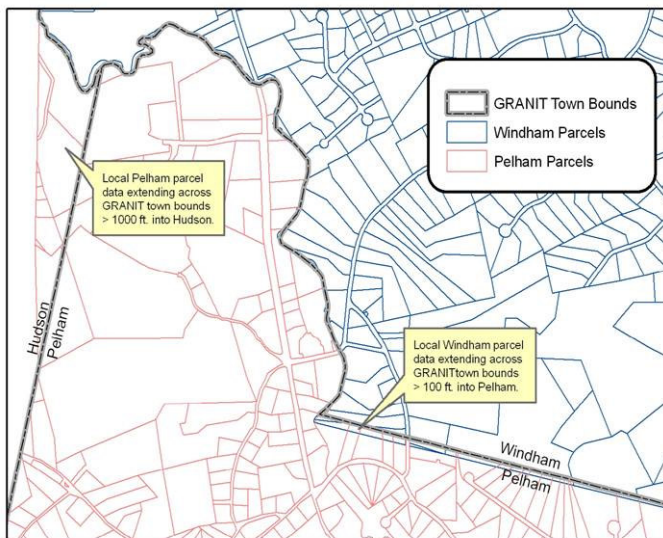 GRANIT Town Bounds
Windham Parcels
Pelham Parcels
Local Pelham parcel
data extending across
GRANIT town bounds
> 1000 ft. into Hudson.
Hudson
Pelham
Local Windham parcel
data extending across
GRANITtown bounds
> 100 ft. into Pelham.
Windham
Pelham